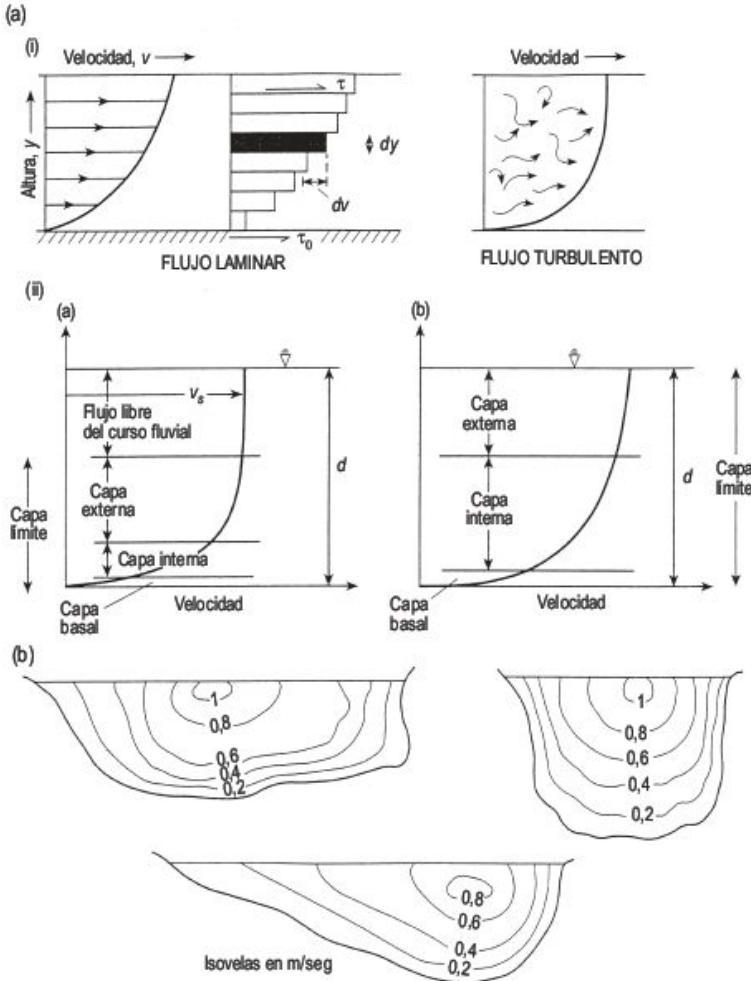 (a)
(i)
Velocidad, v
Velocidad
Altura, y
τ
dy
dv
τ₀
FLUJO LAMINAR
FLUJO TURBULENTO
(ii)
(a)
(b)
vₛ
Flujo libre
del curso fluvial
Capa
externa
Capa
límite
Capa interna
Capa
basal
Velocidad
d
Capa
externa
Capa
interna
Capa
basal
Velocidad
d
Capa
límite
(b)
1
0,8
0,6
0,4
0,2
1
0,8
0,6
0,4
0,2
0,8
0,6
0,4
0,2
Isovelas en m/seg